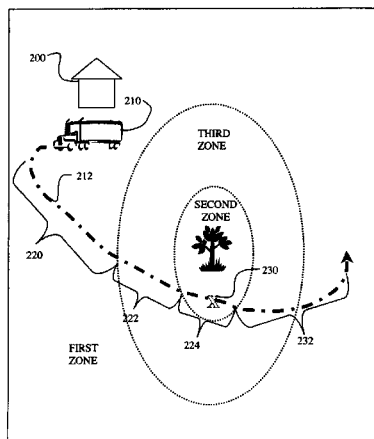 200
210
THIRD
ZONE
212
SECOND
ZONE
220
230
X
222
224
232
FIRST
ZONE